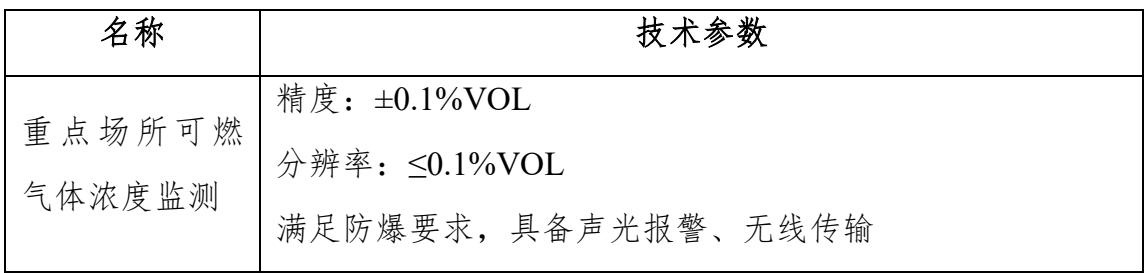 名称
技术参数
重点场所可燃
气体浓度监测
精度：±0.1%VOL
分辨率：≤0.1%VOL
满足防爆要求，具备声光报警、无线传输